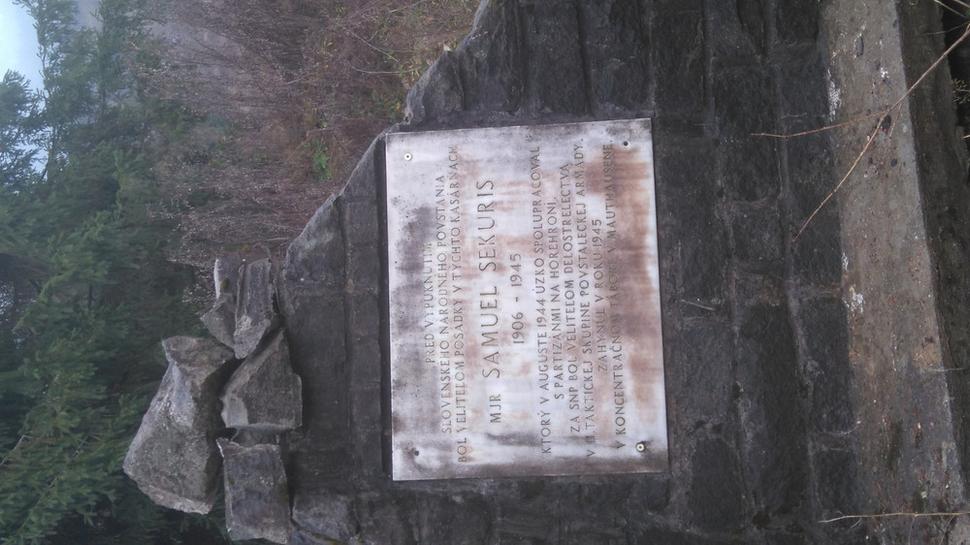 PRED VYPUKNUTÍM
SLOVENSKÉHO NÁRODNÉHO POVSTANIA
BOL VELITEĽOM POSÁDKY V TÝCHTO KASÁRŇACH
MJR SAMUEL SEKURIS
1906 - 1945
KTORÝ V AUGUSTE 1944 ÚZKO SPOLUPRACOVAL
S PARTIZÁNMI NA HOREHRONÍ.
ZA SNP BOL VELITEĽOM DELOSTRELECTVA
V III. TAKTICKEJ SKUPINE POVSTALECKEJ ARMÁDY.
ZAHYNUL V ROKU 1945
V KONCENTRAČNOM TÁBORE V MAUTHAUSENE.